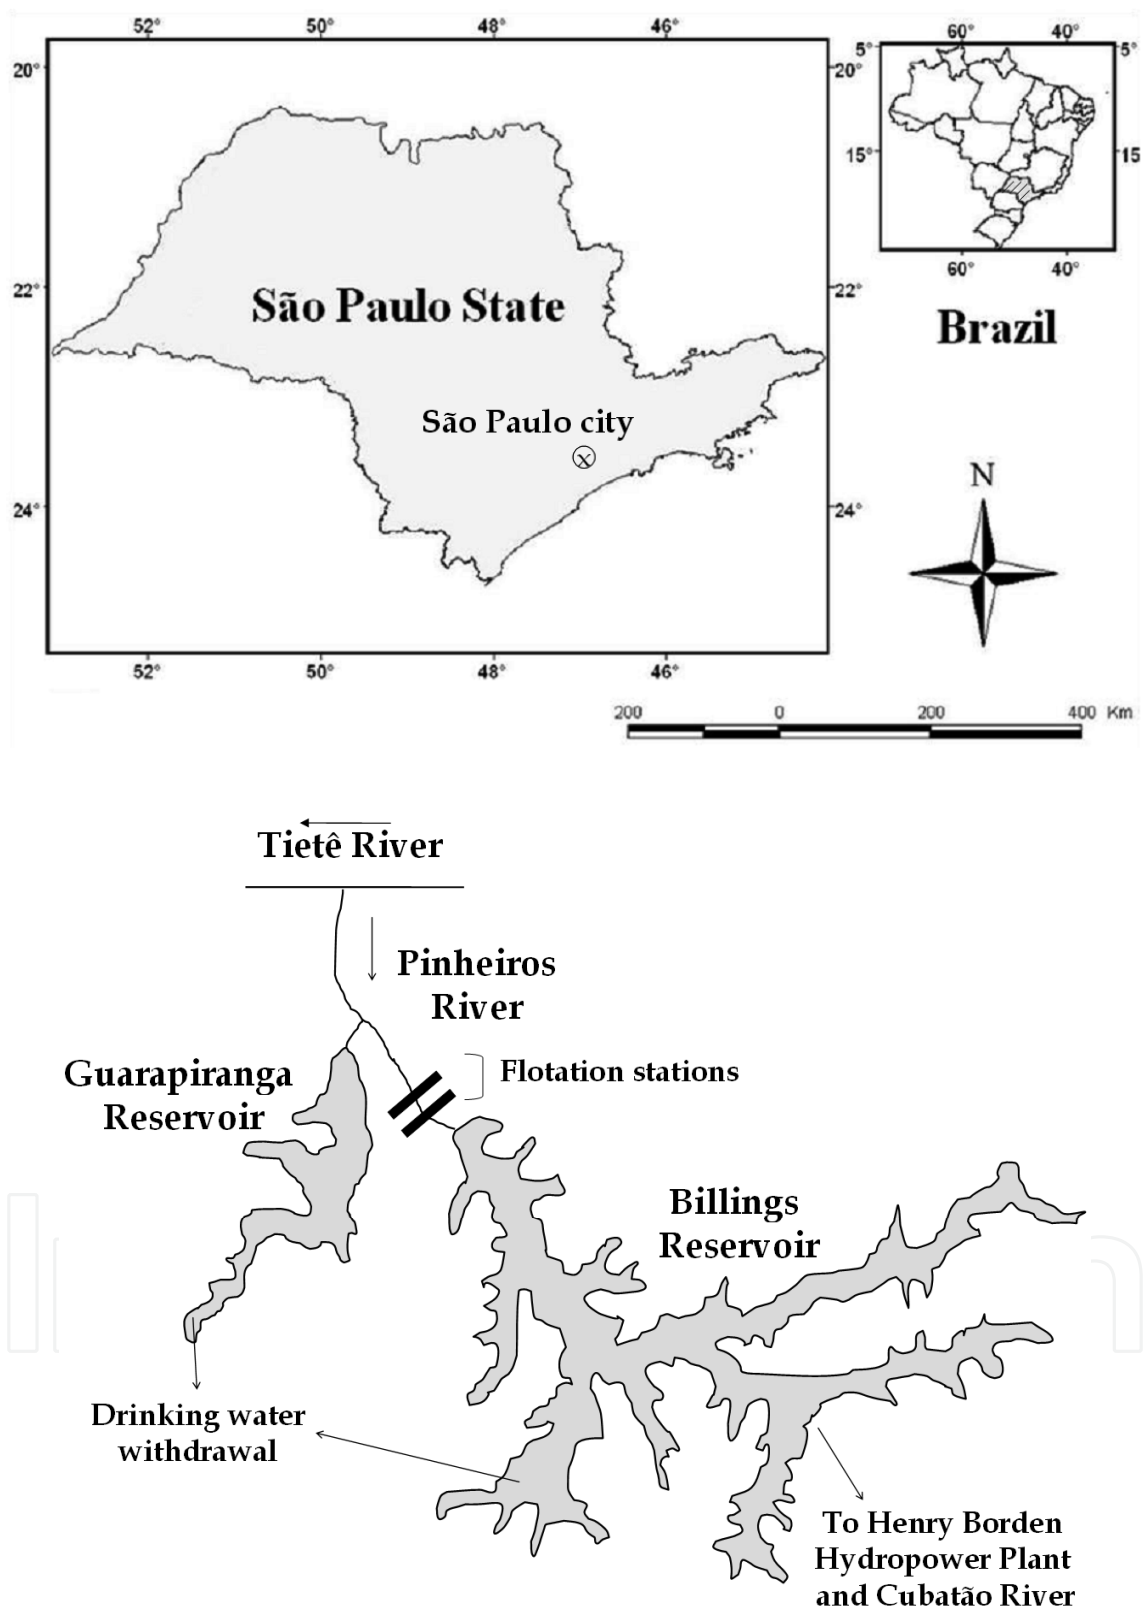 52° 50° 48° 46°
60° 40°
5° 5°
20° 20°
15° 15
60° 40°
22° 22°
São Paulo State
Brazil
São Paulo city
x
24° 24°
N
52° 50° 48° 46°
200 0 200 400 Km
Tietê River
Pinheiros
River
Flotation stations
Guarapiranga
Reservoir
Billings
Reservoir
Drinking water
withdrawal
To Henry Borden
Hydropower Plant
and Cubatão River